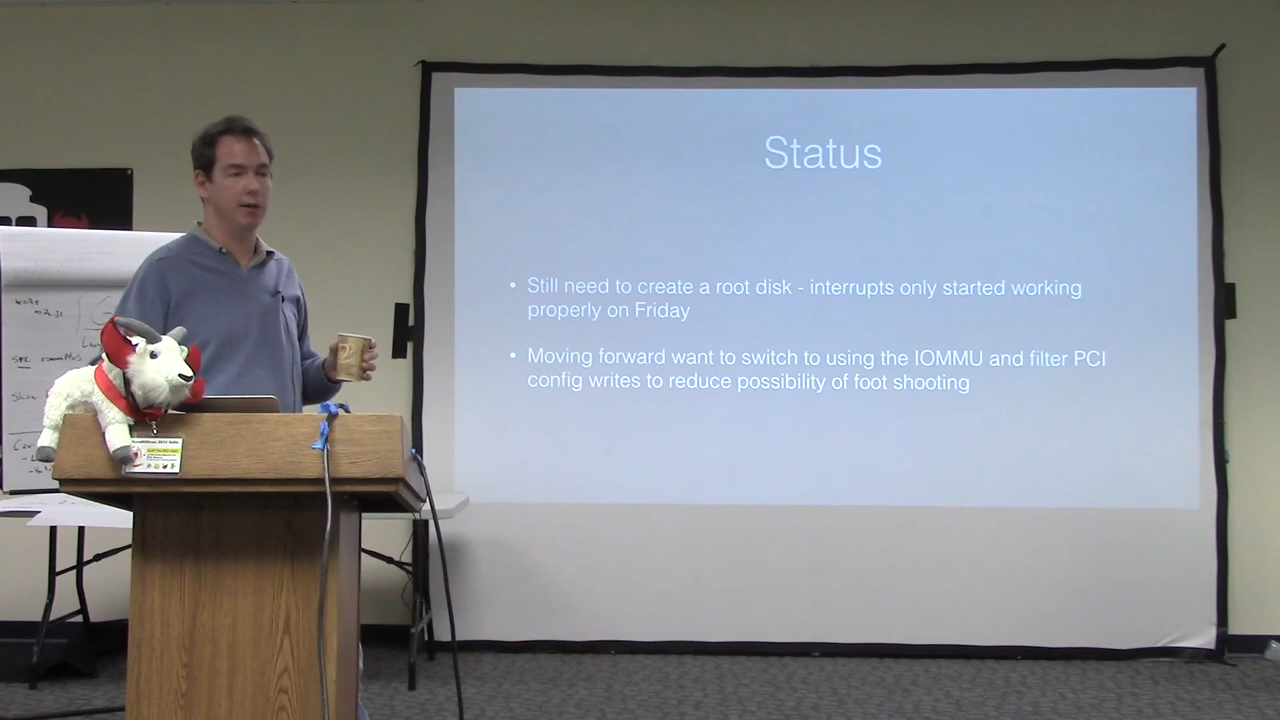 Status
• Still need to create a root disk - interrupts only started working
properly on Friday
• Moving forward want to switch to using the IOMMU and filter PCI
config writes to reduce possibility of foot shooting